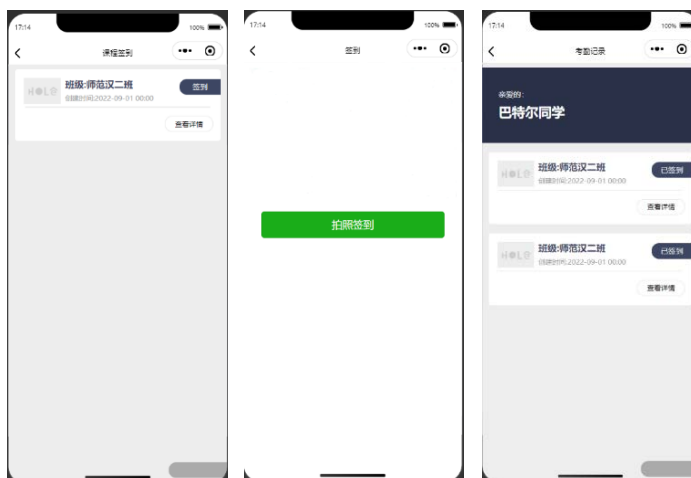 17:14
100%
课程签到
HOLD
班级:师范汉二班
签到
创建时间:2022-09-01 00:00
查看详情
17:14
100%
签到
拍照签到
17:14
100%
考勤记录
亲爱的:
巴特尔同学
HOLD
班级:师范汉二班
已签到
创建时间:2022-09-01 00:00
查看详情
HOLD
班级:师范汉二班
已签到
创建时间:2022-09-01 00:00
查看详情